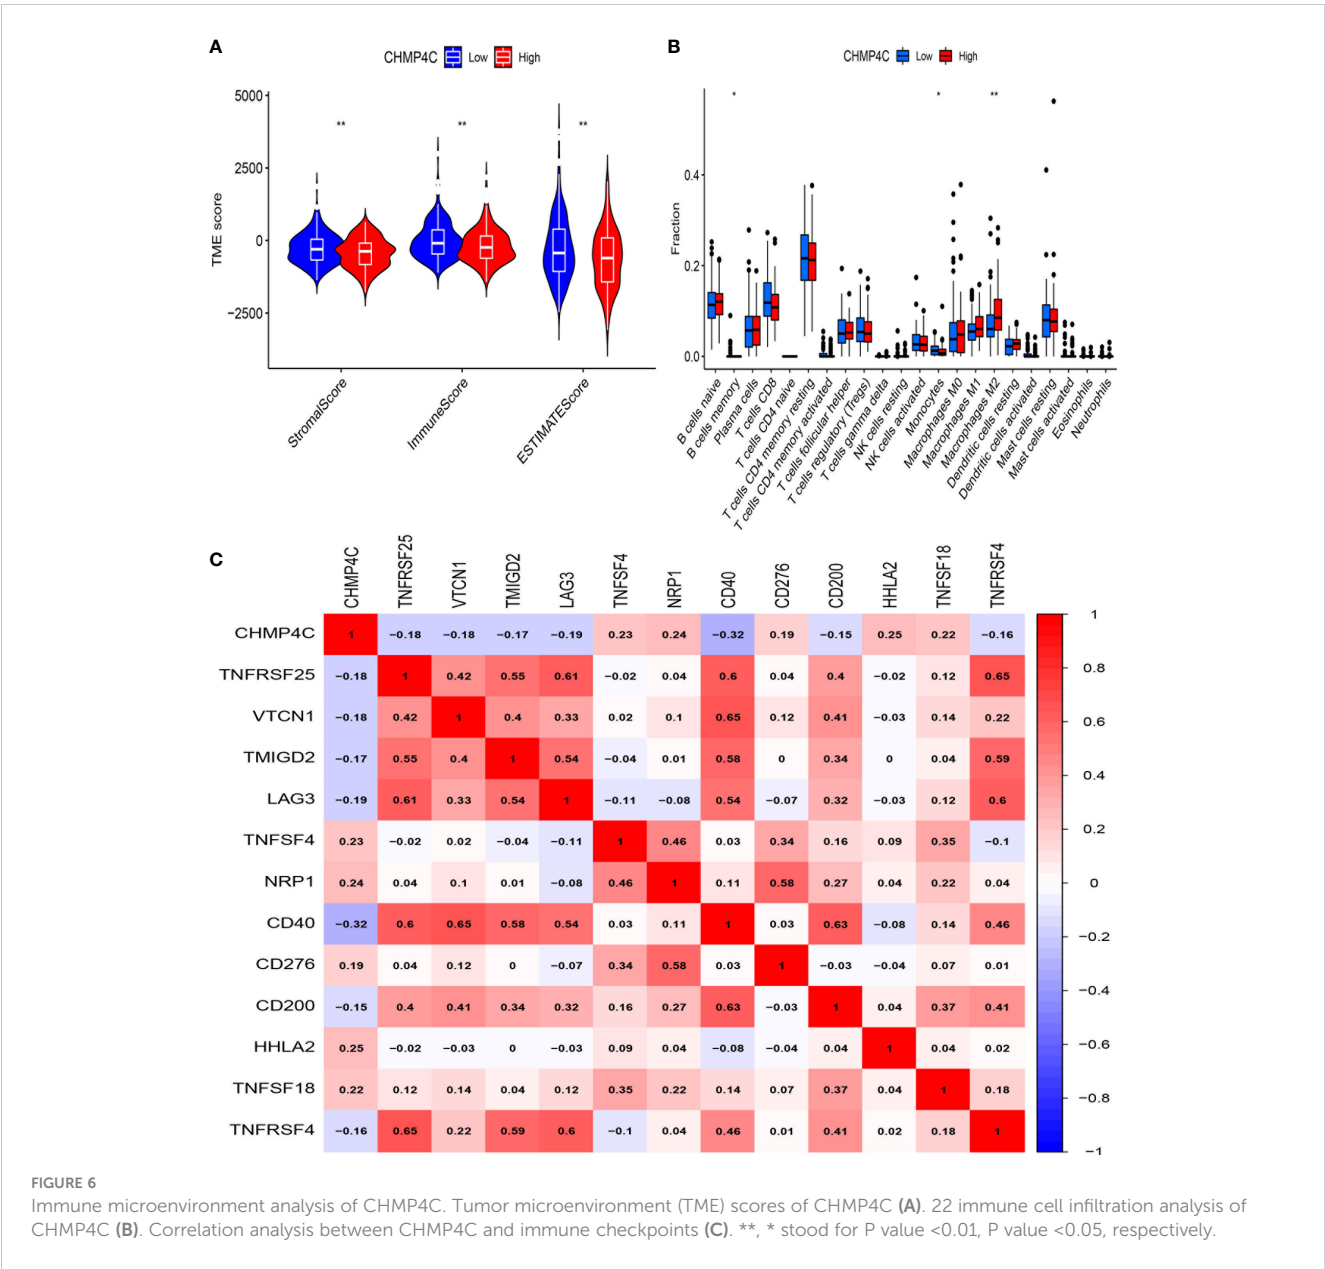 A
CHMP4C Low High
5000
2500
0
−2500
TME score
** ** **
StromalScore
ImmuneScore
ESTIMATEScore
B
CHMP4C Low High
* * **
0.4
0.2
0.0
Fraction
B cells naive
B cells memory
Plasma cells
T cells CD8
T cells CD4 naive
T cells CD4 memory resting
T cells CD4 memory activated
T cells follicular helper
T cells regulatory (Tregs)
T cells gamma delta
NK cells resting
NK cells activated
Monocytes
Macrophages M0
Macrophages M1
Macrophages M2
Dendritic cells resting
Dendritic cells activated
Mast cells resting
Mast cells activated
Eosinophils
Neutrophils
C
CHMP4C TNFRSF25 VTCN1 TMIGD2 LAG3 TNFSF4 NRP1 CD40 CD276 CD200 HHLA2 TNFSF18 TNFRSF4
CHMP4C 1 −0.18 −0.18 −0.17 −0.19 0.23 0.24 −0.32 0.19 −0.15 0.25 0.22 −0.16
TNFRSF25 −0.18 1 0.42 0.55 0.61 −0.02 0.04 0.6 0.04 0.4 −0.02 0.12 0.65
VTCN1 −0.18 0.42 1 0.4 0.33 0.02 0.1 0.65 0.12 0.41 −0.03 0.14 0.22
TMIGD2 −0.17 0.55 0.4 1 0.54 −0.04 0.01 0.58 0 0.34 0 0.04 0.59
LAG3 −0.19 0.61 0.33 0.54 1 −0.11 −0.08 0.54 −0.07 0.32 −0.03 0.12 0.6
TNFSF4 0.23 −0.02 0.02 −0.04 −0.11 1 0.46 0.03 0.34 0.16 0.09 0.35 −0.1
NRP1 0.24 0.04 0.1 0.01 −0.08 0.46 1 0.11 0.58 0.27 0.04 0.22 0.04
CD40 −0.32 0.6 0.65 0.58 0.54 0.03 0.11 1 0.03 0.63 −0.08 0.14 0.46
CD276 0.19 0.04 0.12 0 −0.07 0.34 0.58 0.03 1 −0.03 −0.04 0.07 0.01
CD200 −0.15 0.4 0.41 0.34 0.32 0.16 0.27 0.63 −0.03 1 0.04 0.37 0.41
HHLA2 0.25 −0.02 −0.03 0 −0.03 0.09 0.04 −0.08 −0.04 0.04 1 0.04 0.02
TNFSF18 0.22 0.12 0.14 0.04 0.12 0.35 0.22 0.14 0.07 0.37 0.04 1 0.18
TNFRSF4 −0.16 0.65 0.22 0.59 0.6 −0.1 0.04 0.46 0.01 0.41 0.02 0.18 1
1
0.8
0.6
0.4
0.2
0
−0.2
−0.4
−0.6
−0.8
−1
FIGURE 6
Immune microenvironment analysis of CHMP4C. Tumor microenvironment (TME) scores of CHMP4C (A). 22 immune cell infiltration analysis of
CHMP4C (B). Correlation analysis between CHMP4C and immune checkpoints (C). **, * stood for P value <0.01, P value <0.05, respectively.